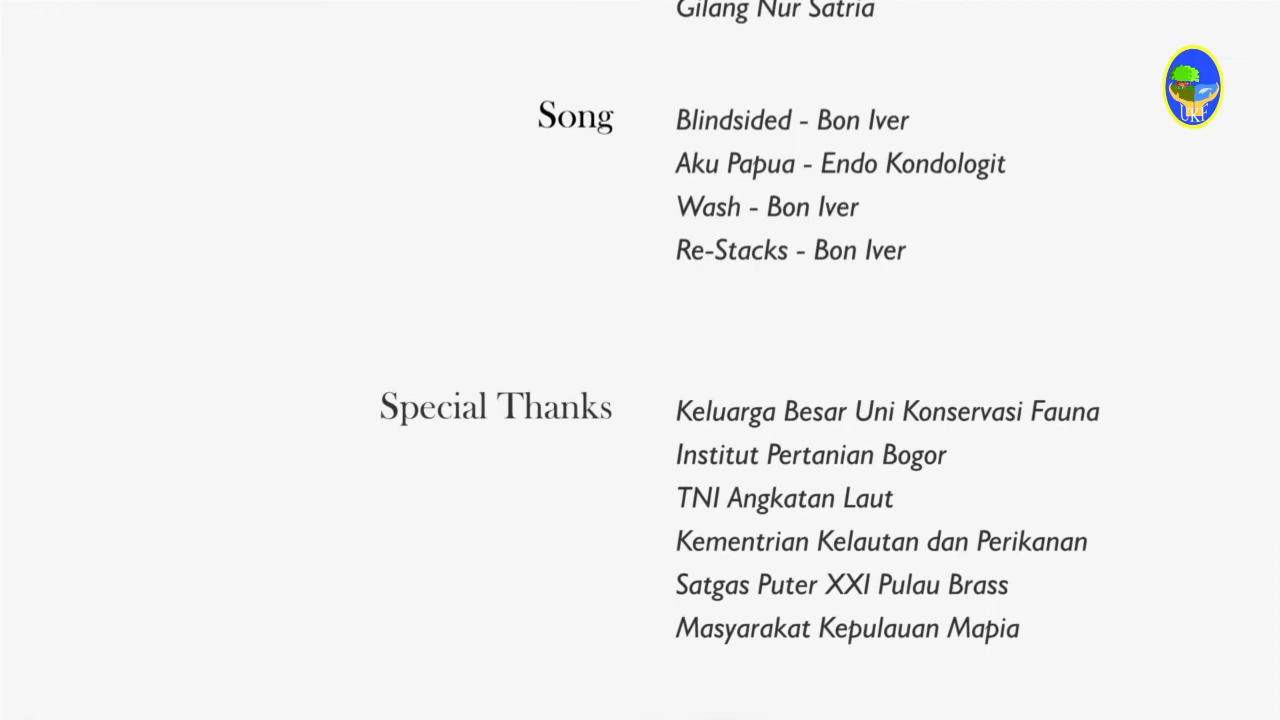 Gilang Nur Satria
Song
Blindsided - Bon Iver
Aku Papua - Endo Kondologit
Wash - Bon Iver
Re-Stacks - Bon Iver
Special Thanks
Keluarga Besar Uni Konservasi Fauna
Institut Pertanian Bogor
TNI Angkatan Laut
Kementrian Kelautan dan Perikanan
Satgas Puter XXI Pulau Brass
Masyarakat Kepulauan Mapia
UKF